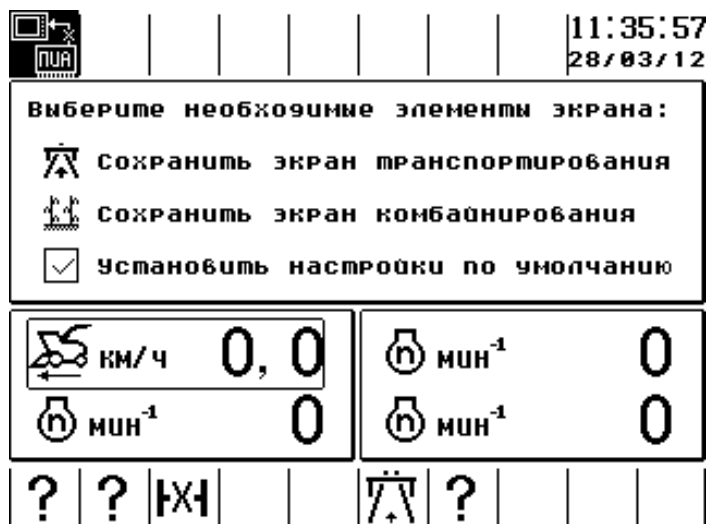 11:35:57
ПИА
28/03/12
Выберите необходимые элементы экрана:
Сохранить экран транспортирования
Сохранить экран комбайнирования
Установить настройки по умолчанию
км/ч 0,0
n мин⁻¹ 0
n мин⁻¹ 0
n мин⁻¹ 0
? ? ?